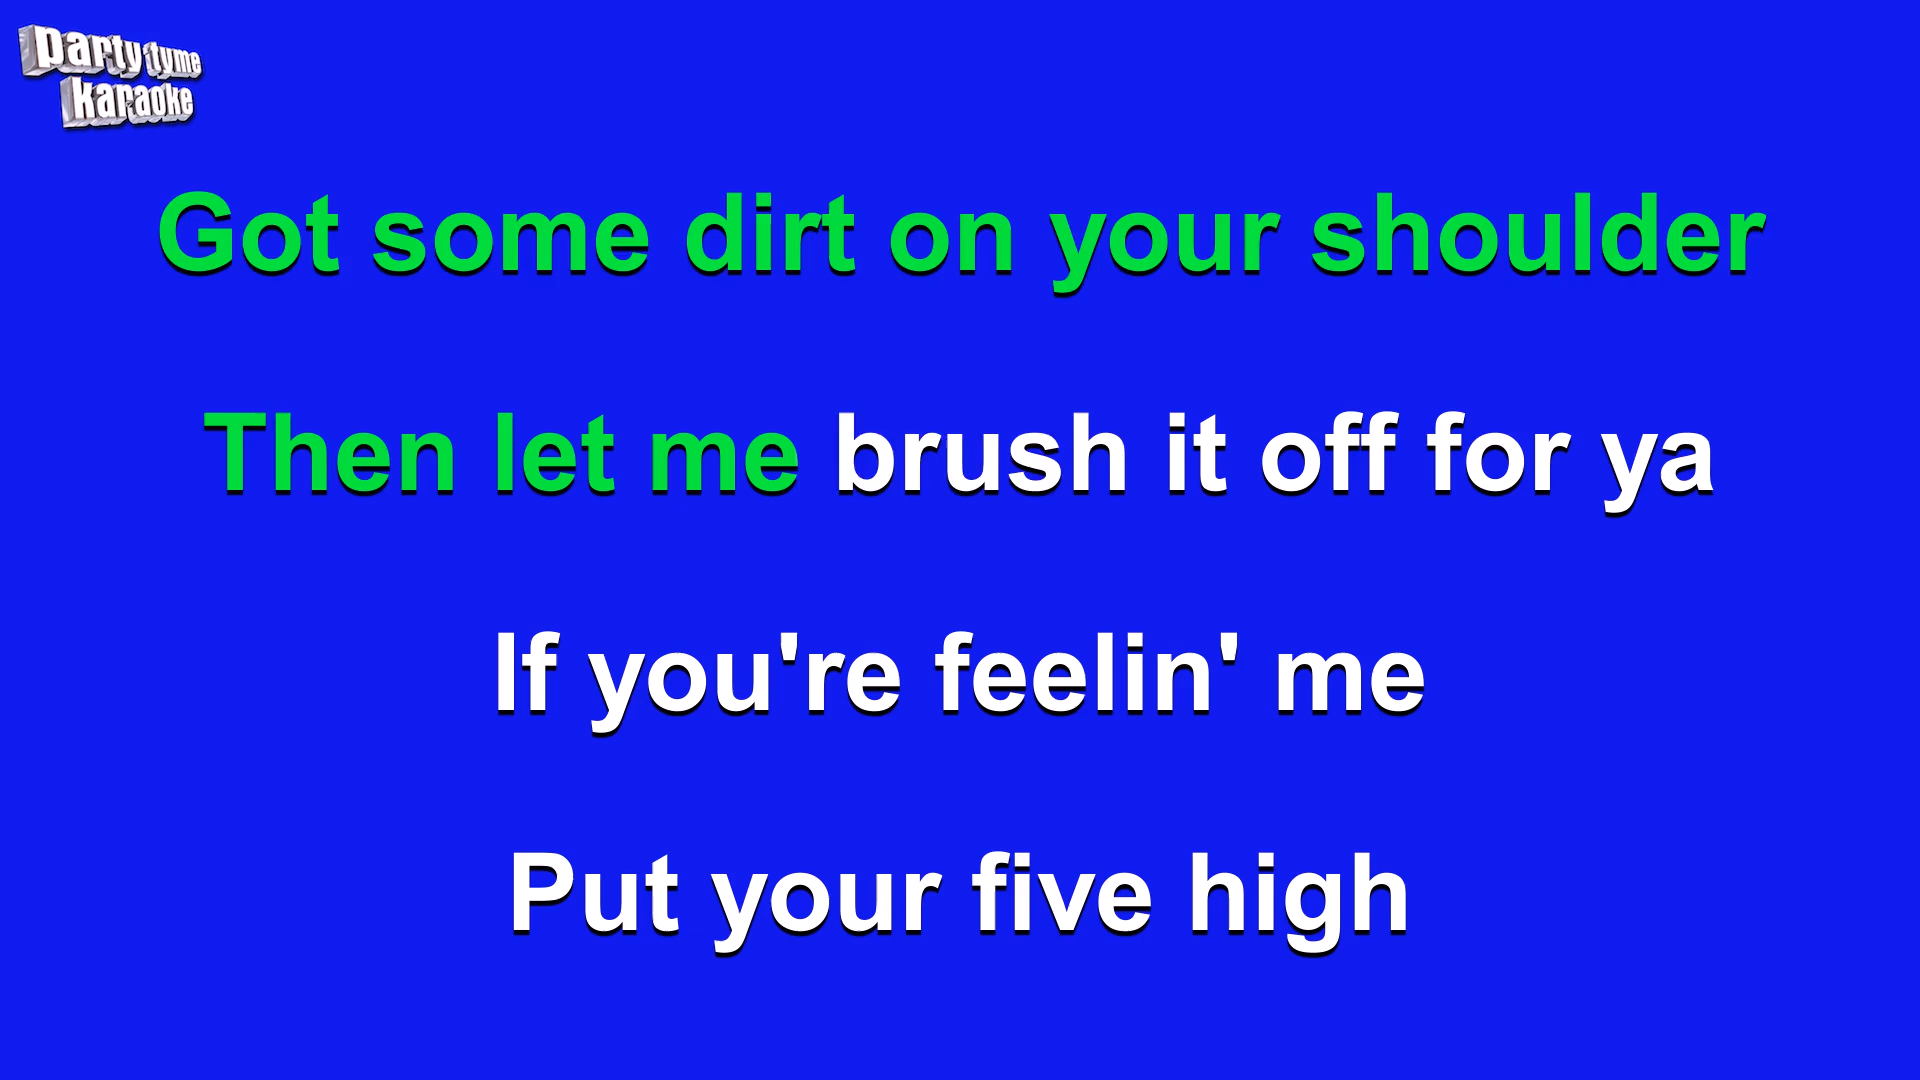 party tyme
karaoke
Got some dirt on your shoulder
Then let me brush it off for ya
If you're feelin' me
Put your five high